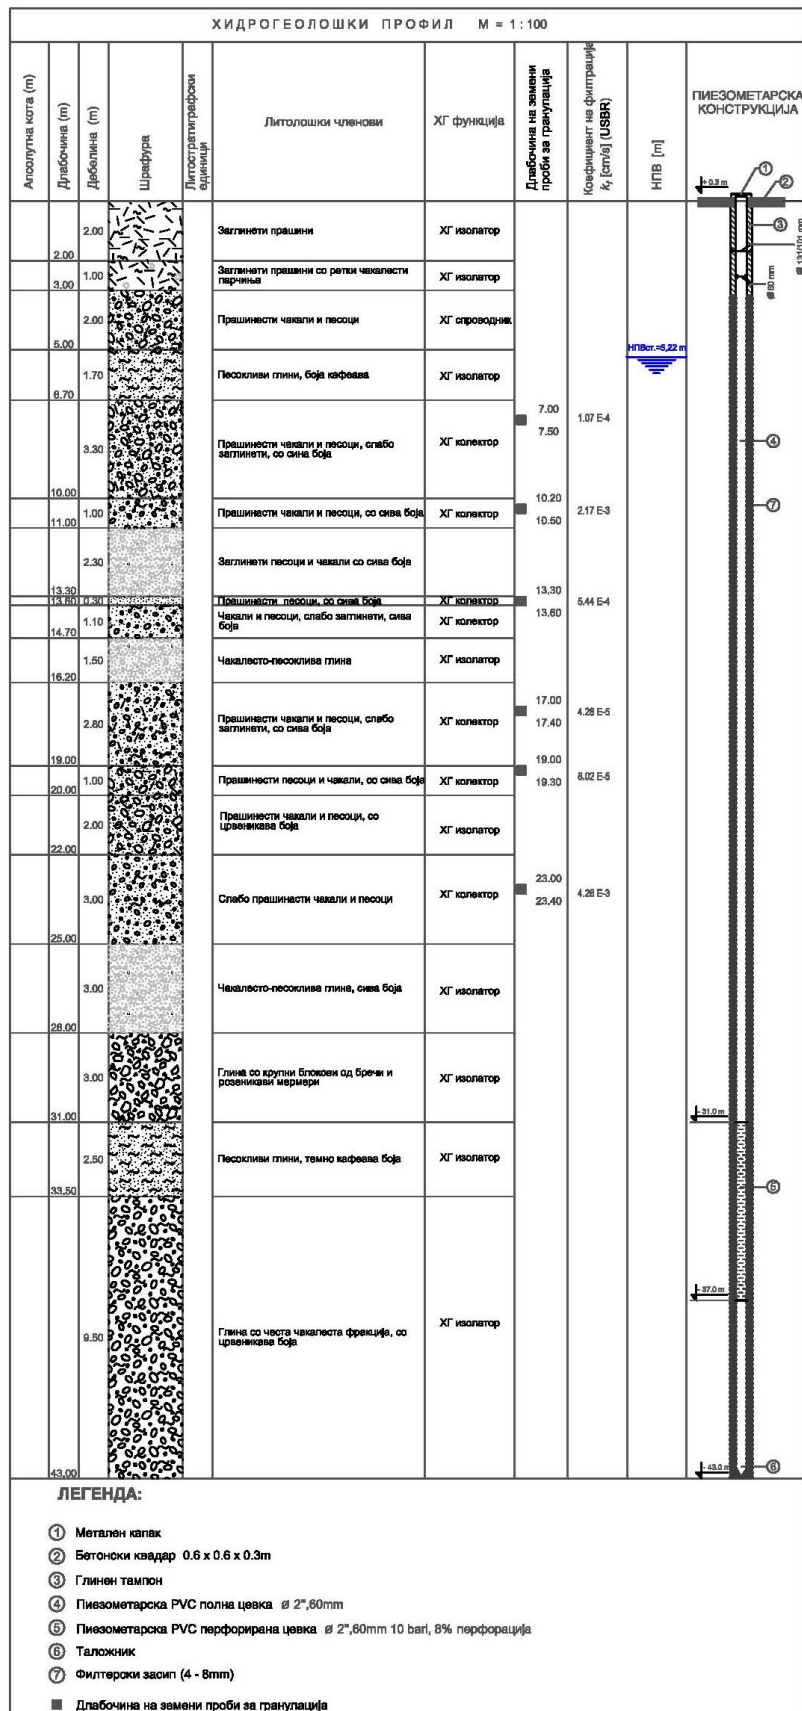 ХИДРОГЕОЛОШКИ ПРОФИЛ М = 1 : 100
Апсолутна кота (m)
Длабочина (m)
Дебелина (m)
Шрафура
Литостратиграфски единици
Литолошки членови
ХГ функција
Длабочина на земени проби за гранулација
Коефициент на филтрација kf [cm/s] (USBR)
НПВ [m]
ПИЕЗОМЕТАРСКА
КОНСТРУКЦИЈА
2.00
2.00
Заглинети прашини
ХГ изолатор
3.00
1.00
Заглинети прашини со ретки чакалести
парчиња
ХГ изолатор
5.00
2.00
Прашинести чакали и песоци
ХГ спроводник
6.70
1.70
Песокливи глини, боја кафеава
ХГ изолатор
10.00
3.30
Прашинести чакали и песоци, слабо
заглинети, со сина боја
ХГ колектор
7.00
7.50
1.07 E-4
11.00
1.00
Прашинасти чакали и песоци, со сива боја
ХГ колектор
10.20
10.50
2.17 E-3
13.30
2.30
Заглинети песоци и чакали со сива боја
13.60
0.30
Прашинасти песоци, со сива боја
ХГ колектор
13.30
13.60
5.44 E-4
14.70
1.10
Чакали и песоци, слабо заглинети, сива
боја
ХГ колектор
16.20
1.50
Чакалесто-песоклива глина
ХГ изолатор
19.00
2.80
Прашинасти чакали и песоци, слабо
заглинети, со сива боја
ХГ колектор
17.00
17.40
4.28 E-5
20.00
1.00
Прашинести песоци и чакали, со сива боја
ХГ колектор
19.00
19.30
8.02 E-5
22.00
2.00
Прашинести чакали и песоци, со
црвеникава боја
ХГ изолатор
25.00
3.00
Слабо прашинасти чакали и песоци
ХГ колектор
23.00
23.40
4.28 E-3
28.00
3.00
Чакалесто-песоклива глина, сива боја
ХГ изолатор
31.00
3.00
Глина со крупни блокови од бречи и
розеникави мермери
ХГ изолатор
33.50
2.50
Песокливи глини, темно кафеава боја
ХГ изолатор
43.00
9.50
Глина со честа чакалеста фракција, со
црвеникава боја
ХГ изолатор
НПВст.=5,22 m
+ 0.3 m
1
2
3
ø 131/101 mm
ø 60 mm
4
7
- 31.0 m
5
- 37.0 m
- 43.0 m
6
ЛЕГЕНДА:
1 Метален капак
2 Бетонски квадар 0.6 x 0.6 x 0.3m
3 Глинен тампон
4 Пиезометарска PVC полна цевка ø 2",60mm
5 Пиезометарска PVC перфорирана цевка ø 2",60mm 10 bari, 8% перфорација
6 Таложник
7 Филтерски засип (4 - 8mm)
Длабочина на земени проби за гранулација